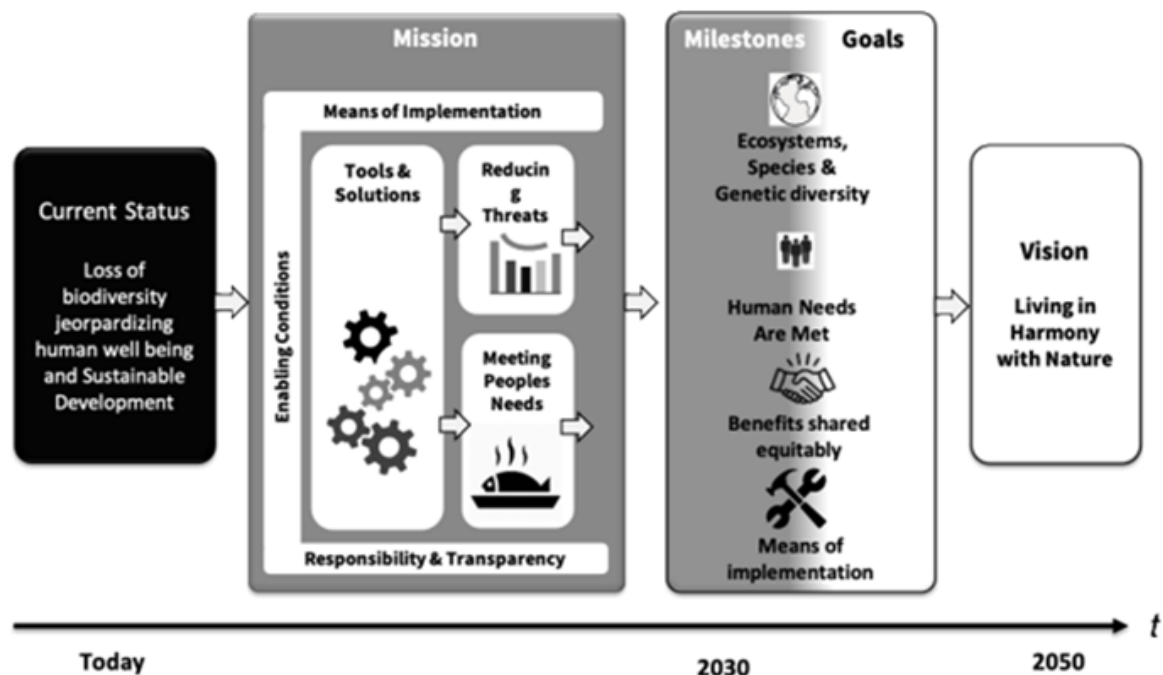 Current Status
Loss of
biodiversity
jeorpardizing
human well being
and Sustainable
Development
Mission
Means of Implementation
Enabling Conditions
Tools &
Solutions
Reducin
g
Threats
Meeting
Peoples
Needs
Responsibility & Transparency
Milestones Goals
Ecosystems,
Species &
Genetic diversity
Human Needs
Are Met
Benefits shared
equitably
Means of
implementation
Vision
Living in
Harmony
with Nature
t
Today
2030
2050